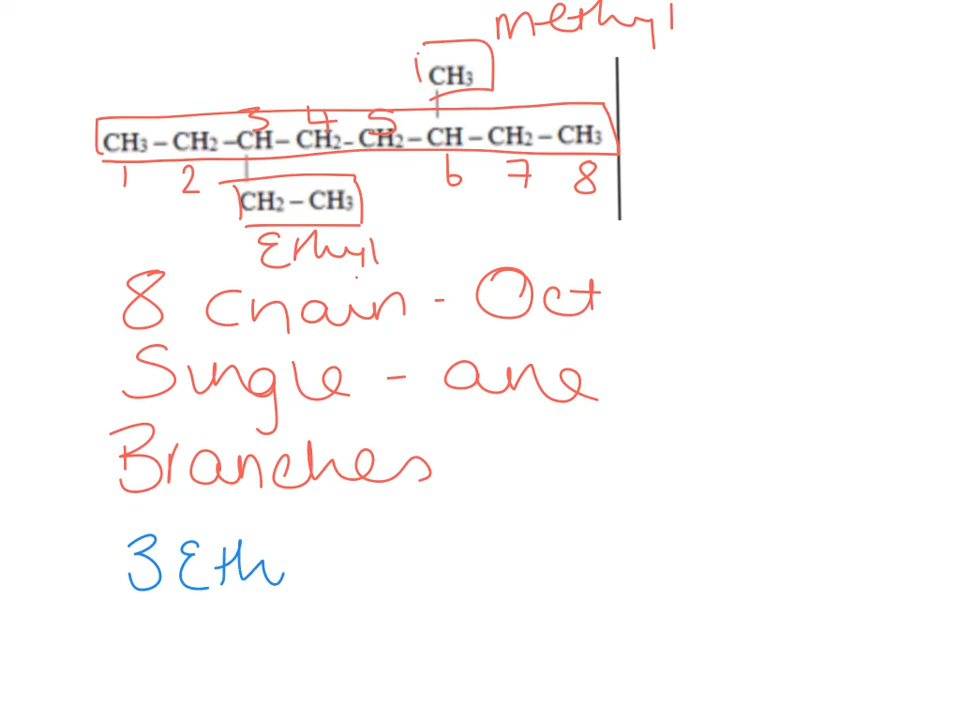 methyl
CH3
3 4 5
CH3 – CH2 – CH – CH2 – CH2 – CH – CH2 – CH3
1 2 6 7 8
CH2 – CH3
Ethyl
8 Chain - Oct
Single - ane
Branches
3 Eth